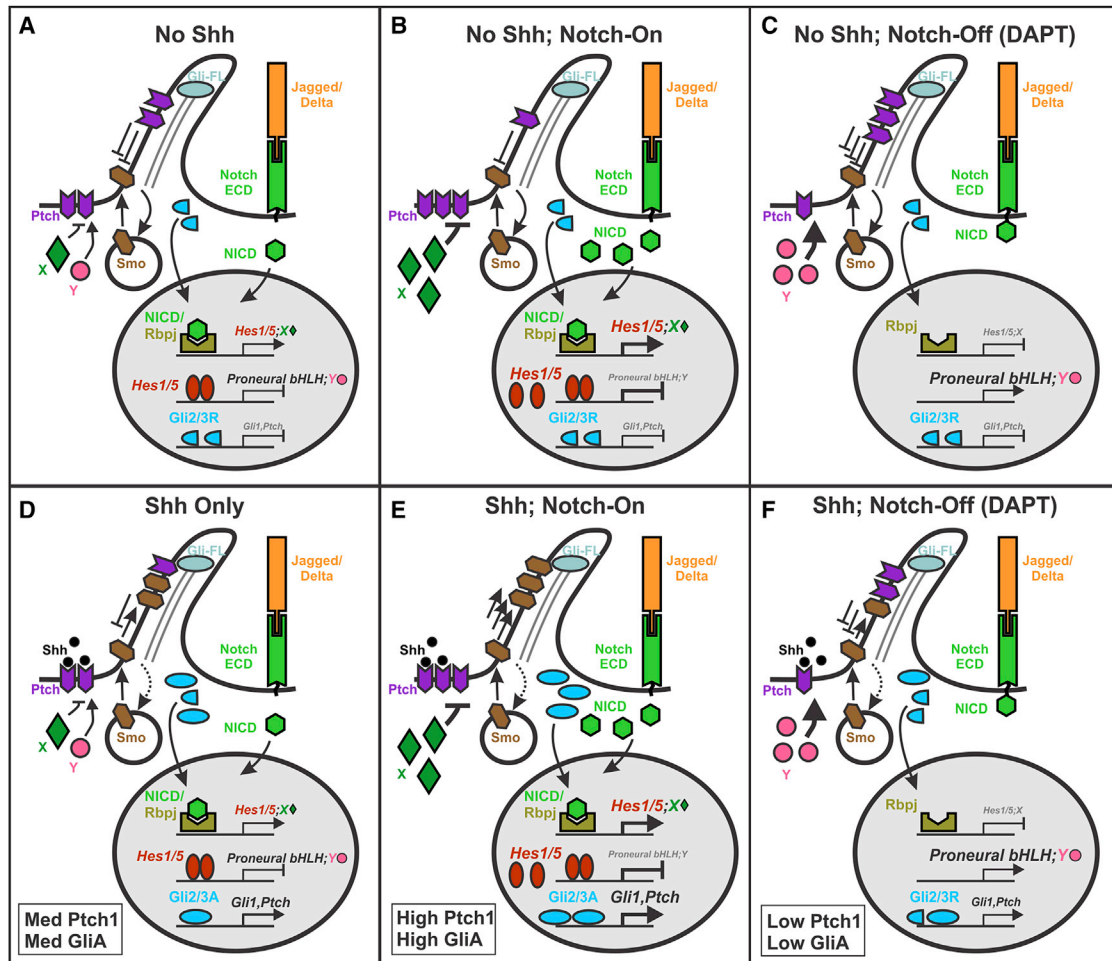 A
No Shh
Gli-FL
Jagged/
Delta
Notch
ECD
Ptch
NICD
X
Y
Smo
NICD/
Rbpj
Hes1/5;X
Hes1/5
Proneural bHLH;Y
Gli2/3R
Gli1,Ptch
B
No Shh; Notch-On
Gli-FL
Jagged/
Delta
Notch
ECD
Ptch
NICD
X
Smo
NICD/
Rbpj
Hes1/5;X
Hes1/5
Proneural bHLH;Y
Gli2/3R
Gli1,Ptch
C
No Shh; Notch-Off (DAPT)
Gli-FL
Jagged/
Delta
Notch
ECD
Ptch
NICD
Y
Smo
Rbpj
Hes1/5;X
Proneural bHLH;Y
Gli2/3R
Gli1,Ptch
D
Shh Only
Gli-FL
Jagged/
Delta
Shh
Notch
ECD
Ptch
NICD
X
Y
Smo
NICD/
Rbpj
Hes1/5;X
Hes1/5
Proneural bHLH;Y
Gli2/3A
Gli1,Ptch
Med Ptch1
Med GliA
E
Shh; Notch-On
Gli-FL
Jagged/
Delta
Shh
Notch
ECD
Ptch
NICD
X
Smo
NICD/
Rbpj
Hes1/5;X
Hes1/5
Proneural bHLH;Y
Gli2/3A
Gli1,Ptch
High Ptch1
High GliA
F
Shh; Notch-Off (DAPT)
Gli-FL
Jagged/
Delta
Shh
Notch
ECD
Ptch
NICD
Y
Smo
Rbpj
Hes1/5;X
Proneural bHLH;Y
Gli2/3R
Gli1,Ptch
Low Ptch1
Low GliA